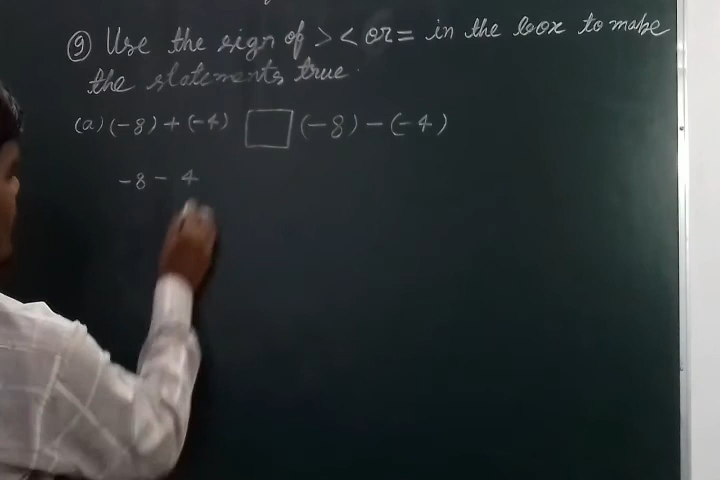 ⑨ Use the sign of > < or = in the box to make
the statements true.
(a) (-8) + (-4) □ (-8) - (-4)
-8 - 4